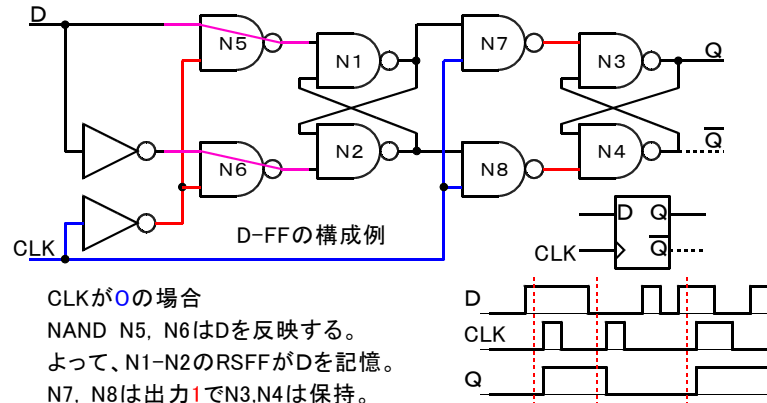 D
N5
N1
N7
N3
Q
N2
N4
Q
N6
N8
D-FFの構成例
CLK
D Q
CLK Q
CLKが0の場合
NAND N5, N6はDを反映する。
よって、N1-N2のRSFFがDを記憶。
N7, N8は出力1でN3,N4は保持。
D
CLK
Q